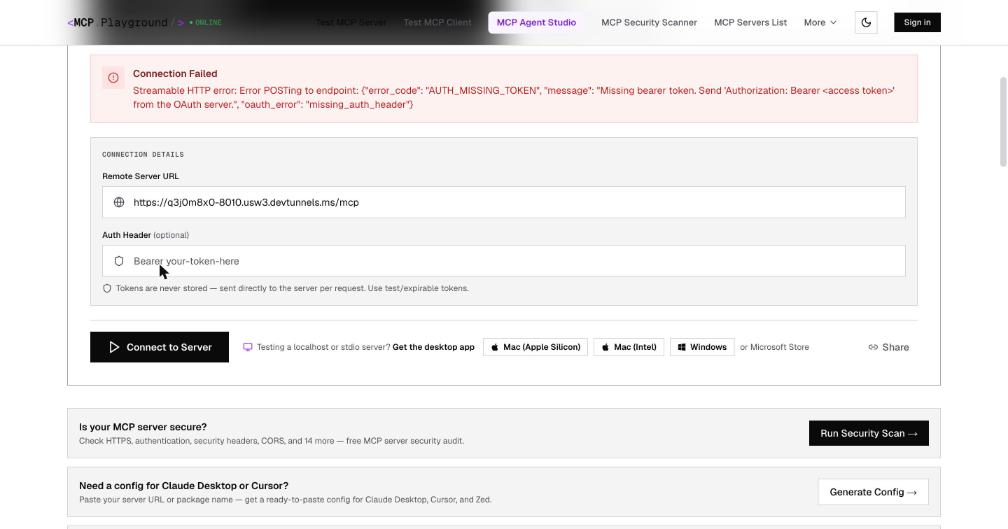 <MCP Playground /> • ONLINE
Test MCP Server
Test MCP Client
MCP Agent Studio
MCP Security Scanner
MCP Servers List
More
Sign in
Connection Failed
Streamable HTTP error: Error POSTing to endpoint: {"error_code": "AUTH_MISSING_TOKEN", "message": "Missing bearer token. Send 'Authorization: Bearer <access token>'
from the OAuth server.", "oauth_error": "missing_auth_header"}
CONNECTION DETAILS
Remote Server URL
https://q3j0m8x0-8010.usw3.devtunnels.ms/mcp
Auth Header (optional)
Bearer your-token-here
Tokens are never stored — sent directly to the server per request. Use test/expirable tokens.
Connect to Server
Testing a localhost or stdio server? Get the desktop app
Mac (Apple Silicon)
Mac (Intel)
Windows
or Microsoft Store
Share
Is your MCP server secure?
Check HTTPS, authentication, security headers, CORS, and 14 more — free MCP server security audit.
Run Security Scan →
Need a config for Claude Desktop or Cursor?
Paste your server URL or package name — get a ready-to-paste config for Claude Desktop, Cursor, and Zed.
Generate Config →